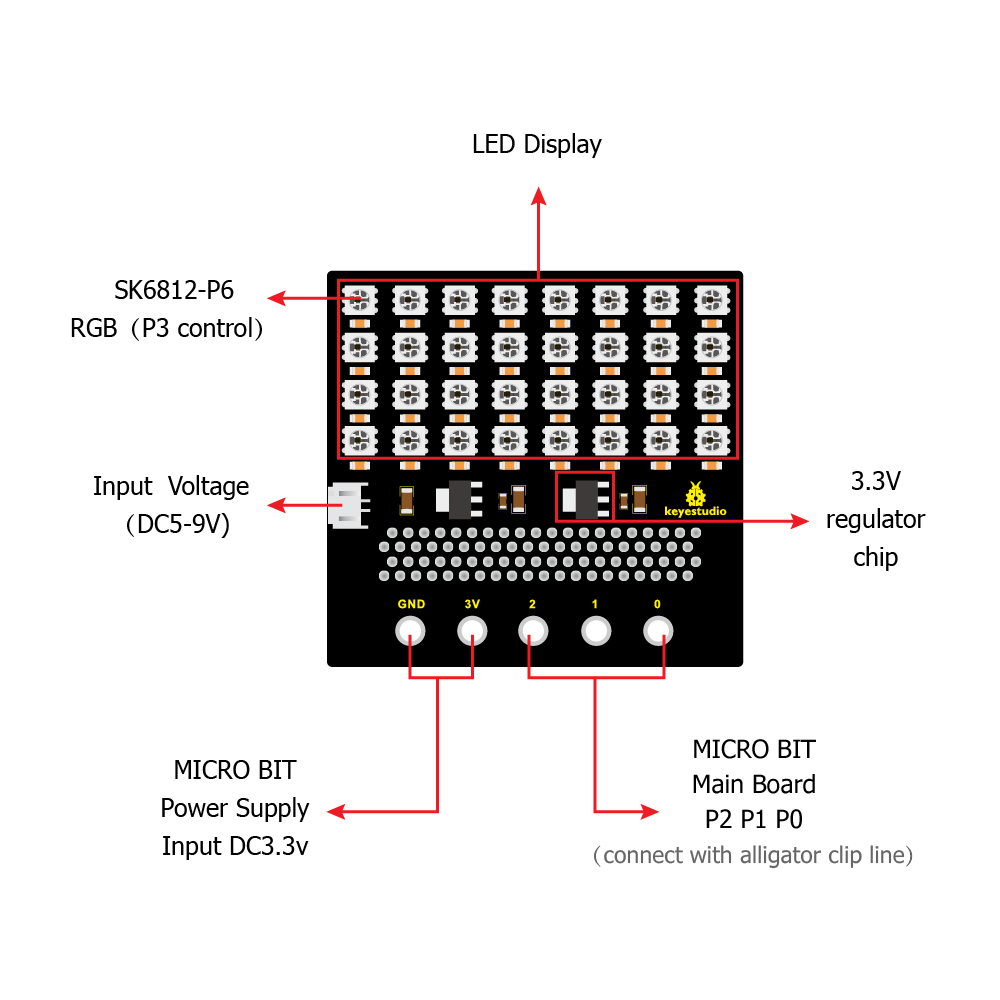 LED Display
SK6812-P6
RGB（P3 control）
Input Voltage
（DC5-9V）
3.3V
regulator
chip
keyestudio
GND 3V 2 1 0
MICRO BIT
Power Supply
Input DC3.3v
MICRO BIT
Main Board
P2 P1 P0
（connect with alligator clip line）